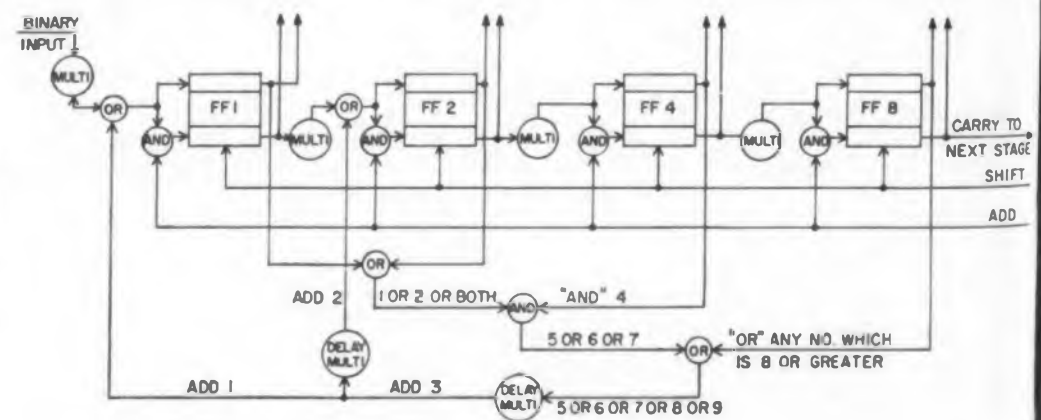 BINARY
INPUT
MULTI
OR
AND
FF 1
MULTI
OR
AND
FF 2
MULTI
AND
FF 4
MULTI
AND
FF 8
CARRY TO
NEXT STAGE
SHIFT
ADD
OR
ADD 2
1 OR 2 OR BOTH
AND
"AND" 4
5 OR 6 OR 7
OR
"OR" ANY NO. WHICH
IS 8 OR GREATER
DELAY
MULTI
ADD 1
ADD 3
DELAY
MULTI
5 OR 6 OR 7 OR 8 OR 9